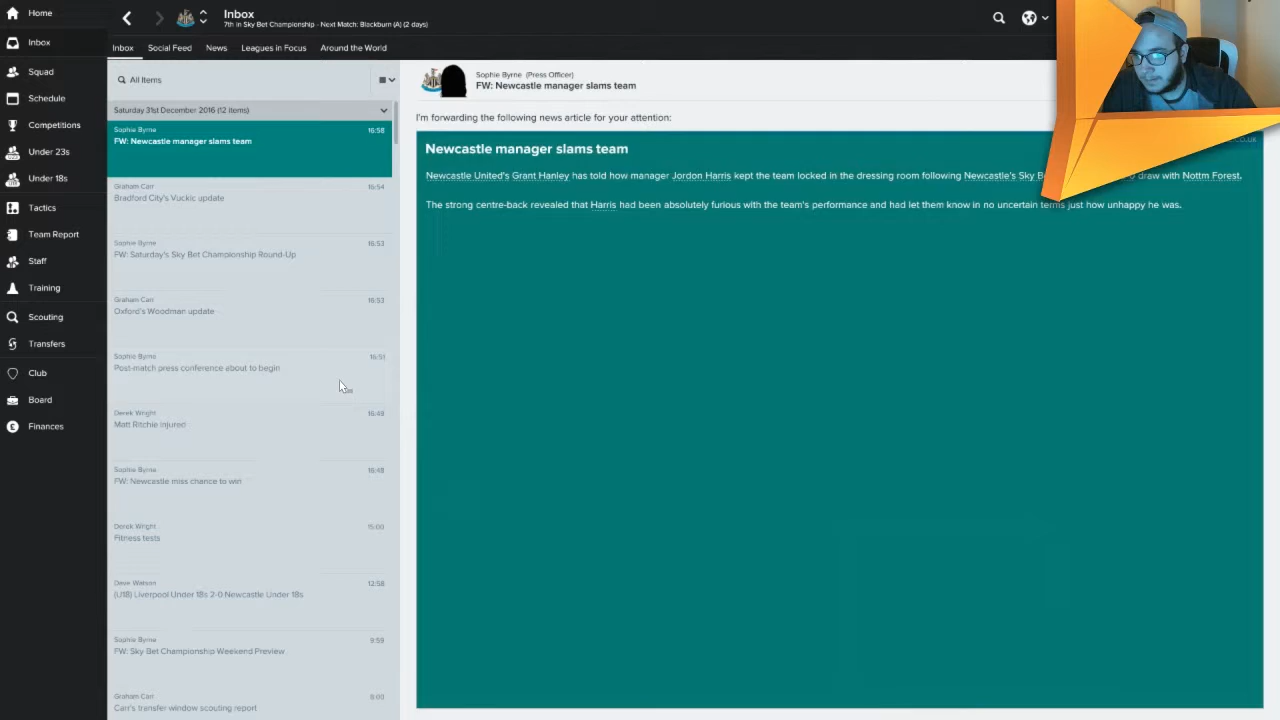 Home
Inbox
Squad
Schedule
Competitions
Under 23s
Under 18s
Tactics
Team Report
Staff
Training
Scouting
Transfers
Club
Board
Finances
Inbox
7th in Sky Bet Championship - Next Match: Blackburn (A) (2 days)
Inbox Social Feed News Leagues in Focus Around the World
All Items
Saturday 31st December 2016 (12 items)
Sophie Byrne 16:58
FW: Newcastle manager slams team
Graham Carr 16:54
Bradford City's Vuckic update
Sophie Byrne 16:53
FW: Saturday's Sky Bet Championship Round-Up
Graham Carr 16:53
Oxford's Woodman update
Sophie Byrne 16:51
Post-match press conference about to begin
Derek Wright 16:48
Matt Ritchie injured
Sophie Byrne 16:48
FW: Newcastle miss chance to win
Derek Wright 15:00
Fitness tests
Dave Watson 12:58
(U18) Liverpool Under 18s 2-0 Newcastle Under 18s
Sophie Byrne 9:59
FW: Sky Bet Championship Weekend Preview
Graham Carr 8:00
Carr's transfer window scouting report
Sophie Byrne (Press Officer)
FW: Newcastle manager slams team
I'm forwarding the following news article for your attention:
Newcastle manager slams team
Newcastle United's Grant Hanley has told how manager Jordon Harris kept the team locked in the dressing room following Newcastle's Sky draw with Nottm Forest.
The strong centre-back revealed that Harris had been absolutely furious with the team's performance and had let them know in no uncertain terms just how unhappy he was.